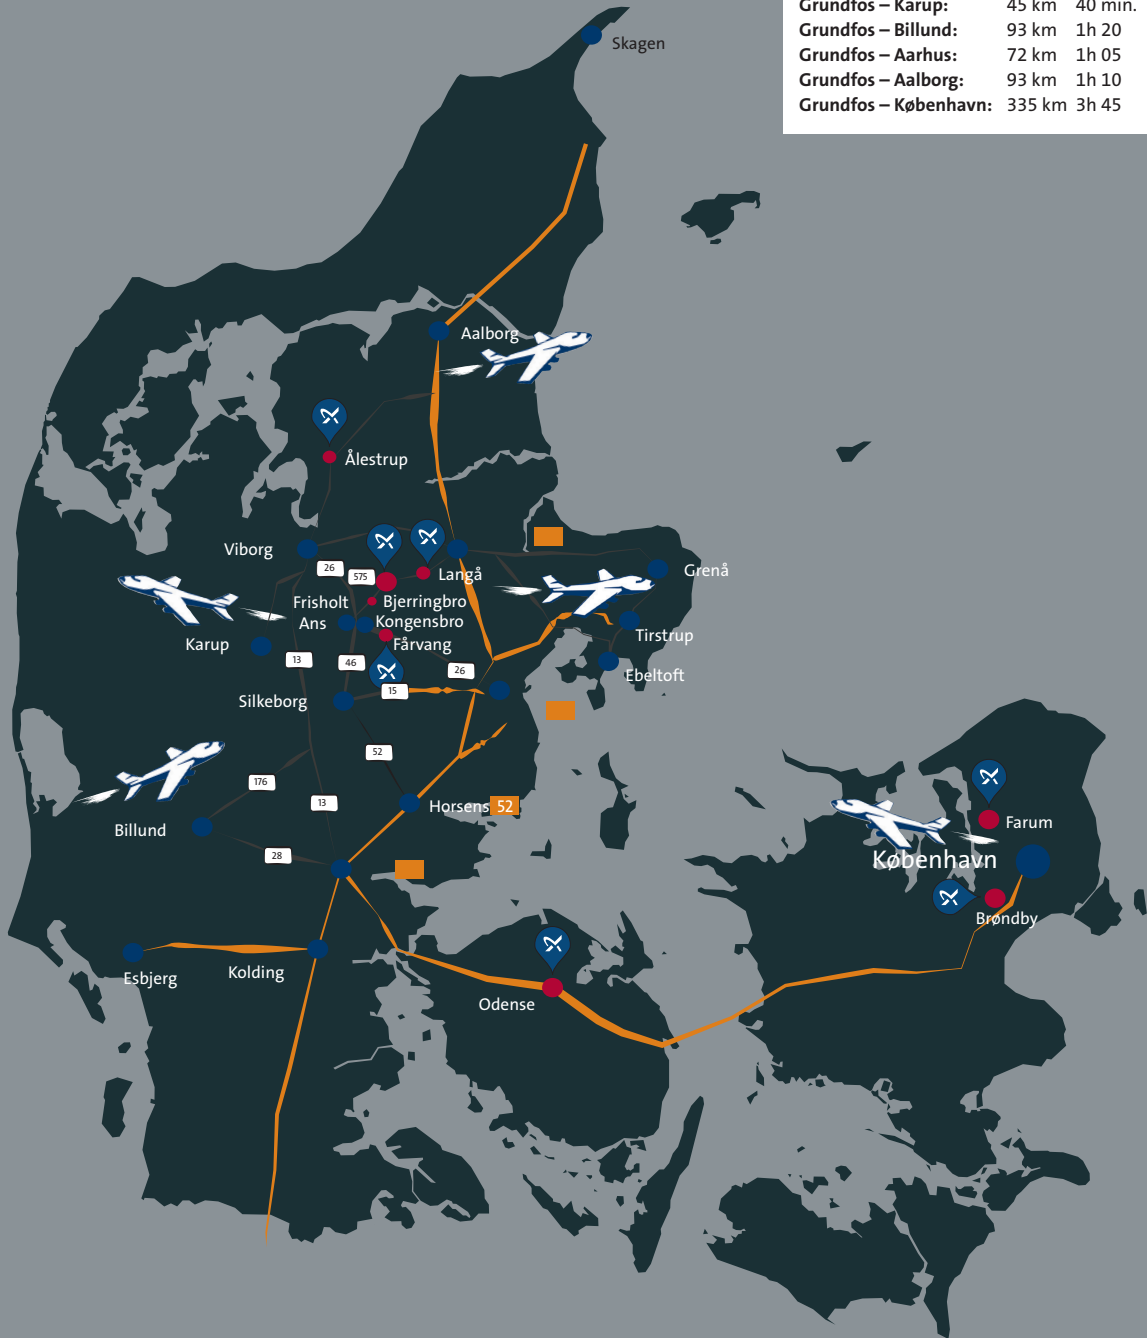 Grundfos – Karup: 45 km 40 min.
Grundfos – Billund: 93 km 1h 20
Grundfos – Aarhus: 72 km 1h 05
Grundfos – Aalborg: 93 km 1h 10
Grundfos – København: 335 km 3h 45
Skagen
Aalborg
Ålestrup
Viborg
26
575
Langå
Grenå
Frisholt
Bjerringbro
Ans
Kongensbro
Tirstrup
Karup
Fårvang
13
46
26
Ebeltoft
15
Silkeborg
52
176
13
Horsens
52
Billund
Farum
28
København
Brøndby
Esbjerg
Kolding
Odense